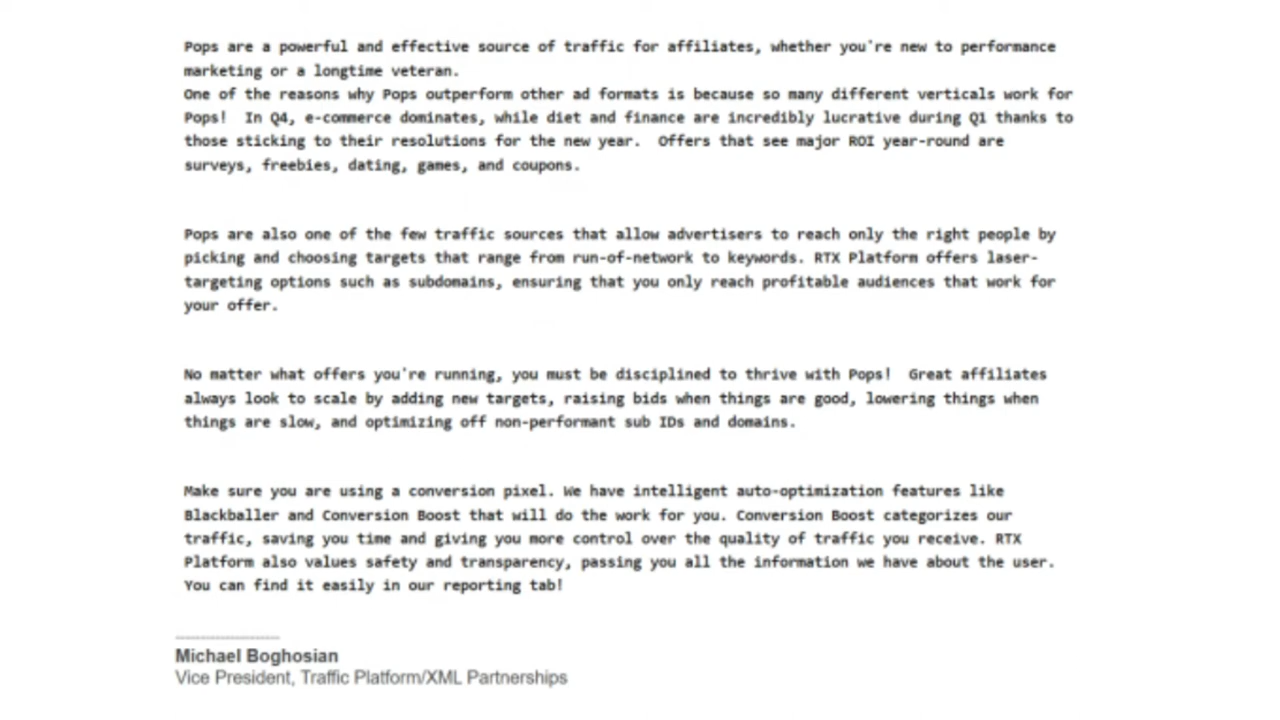 Pops are a powerful and effective source of traffic for affiliates, whether you're new to performance
marketing or a longtime veteran.
One of the reasons why Pops outperform other ad formats is because so many different verticals work for
Pops!  In Q4, e-commerce dominates, while diet and finance are incredibly lucrative during Q1 thanks to
those sticking to their resolutions for the new year.  Offers that see major ROI year-round are
surveys, freebies, dating, games, and coupons.
Pops are also one of the few traffic sources that allow advertisers to reach only the right people by
picking and choosing targets that range from run-of-network to keywords. RTX Platform offers laser-
targeting options such as subdomains, ensuring that you only reach profitable audiences that work for
your offer.
No matter what offers you're running, you must be disciplined to thrive with Pops!  Great affiliates
always look to scale by adding new targets, raising bids when things are good, lowering things when
things are slow, and optimizing off non-performant sub IDs and domains.
Make sure you are using a conversion pixel. We have intelligent auto-optimization features like
Blackballer and Conversion Boost that will do the work for you. Conversion Boost categorizes our
traffic, saving you time and giving you more control over the quality of traffic you receive. RTX
Platform also values safety and transparency, passing you all the information we have about the user.
You can find it easily in our reporting tab!
Michael Boghosian
Vice President, Traffic Platform/XML Partnerships